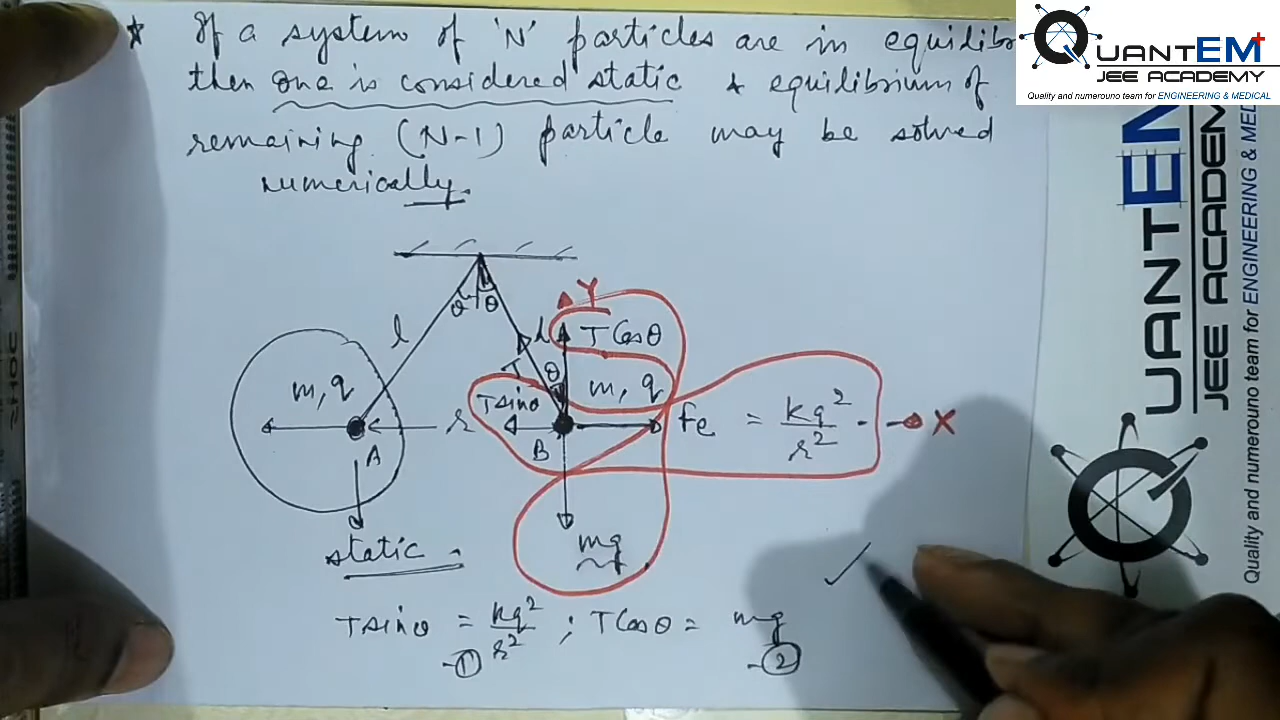 * If a system of 'N' particles are in equilib
then one is considered static & equilibrium of
remaining (N-1) particle may be solved
numerically.
QUANTEM+
JEE ACADEMY
Quality and numerouno team for ENGINEERING & MEDICAL
θ θ
Y
l
l
T cosθ
T
θ
m, q
m, q
T sinθ
r
Fe = kq²/r²
X
A
B
static.
mg
T sinθ = kq²/r² ; T cosθ = mg
-① -②
QUANTEM
JEE ACADEM
Quality and numerouno team for ENGINEERING & MED